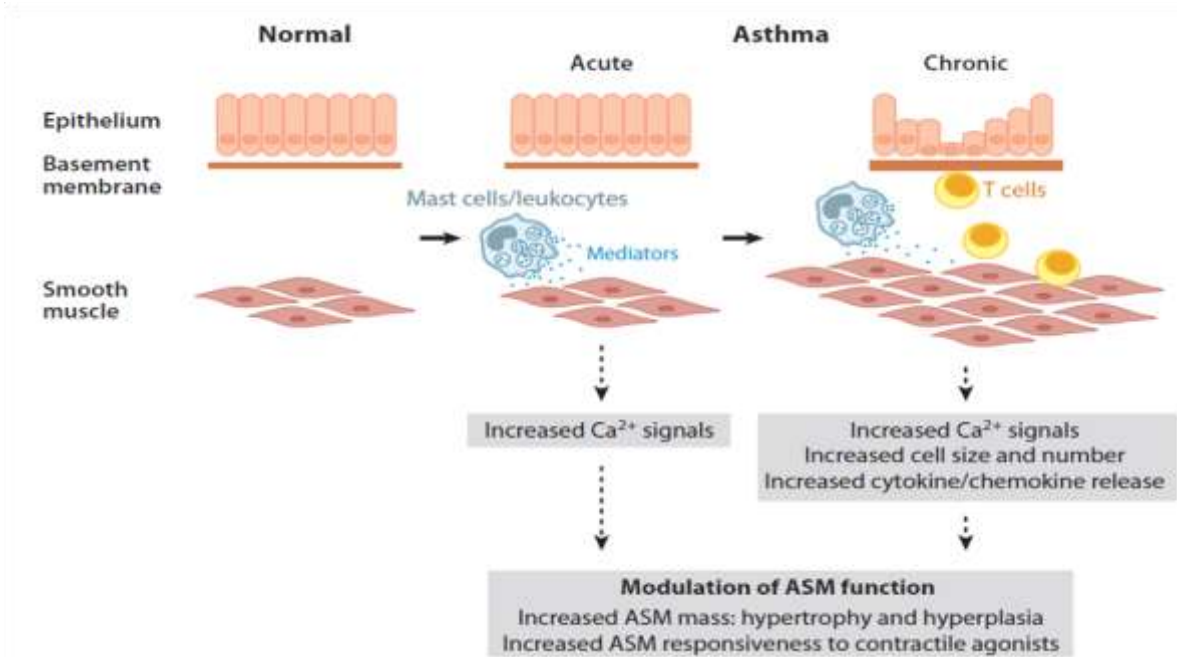 Normal
Asthma
Acute
Chronic
Epithelium
Basement
membrane
Mast cells/leukocytes
T cells
Mediators
Smooth
muscle
Increased Ca²⁺ signals
Increased Ca²⁺ signals
Increased cell size and number
Increased cytokine/chemokine release
Modulation of ASM function
Increased ASM mass: hypertrophy and hyperplasia
Increased ASM responsiveness to contractile agonists